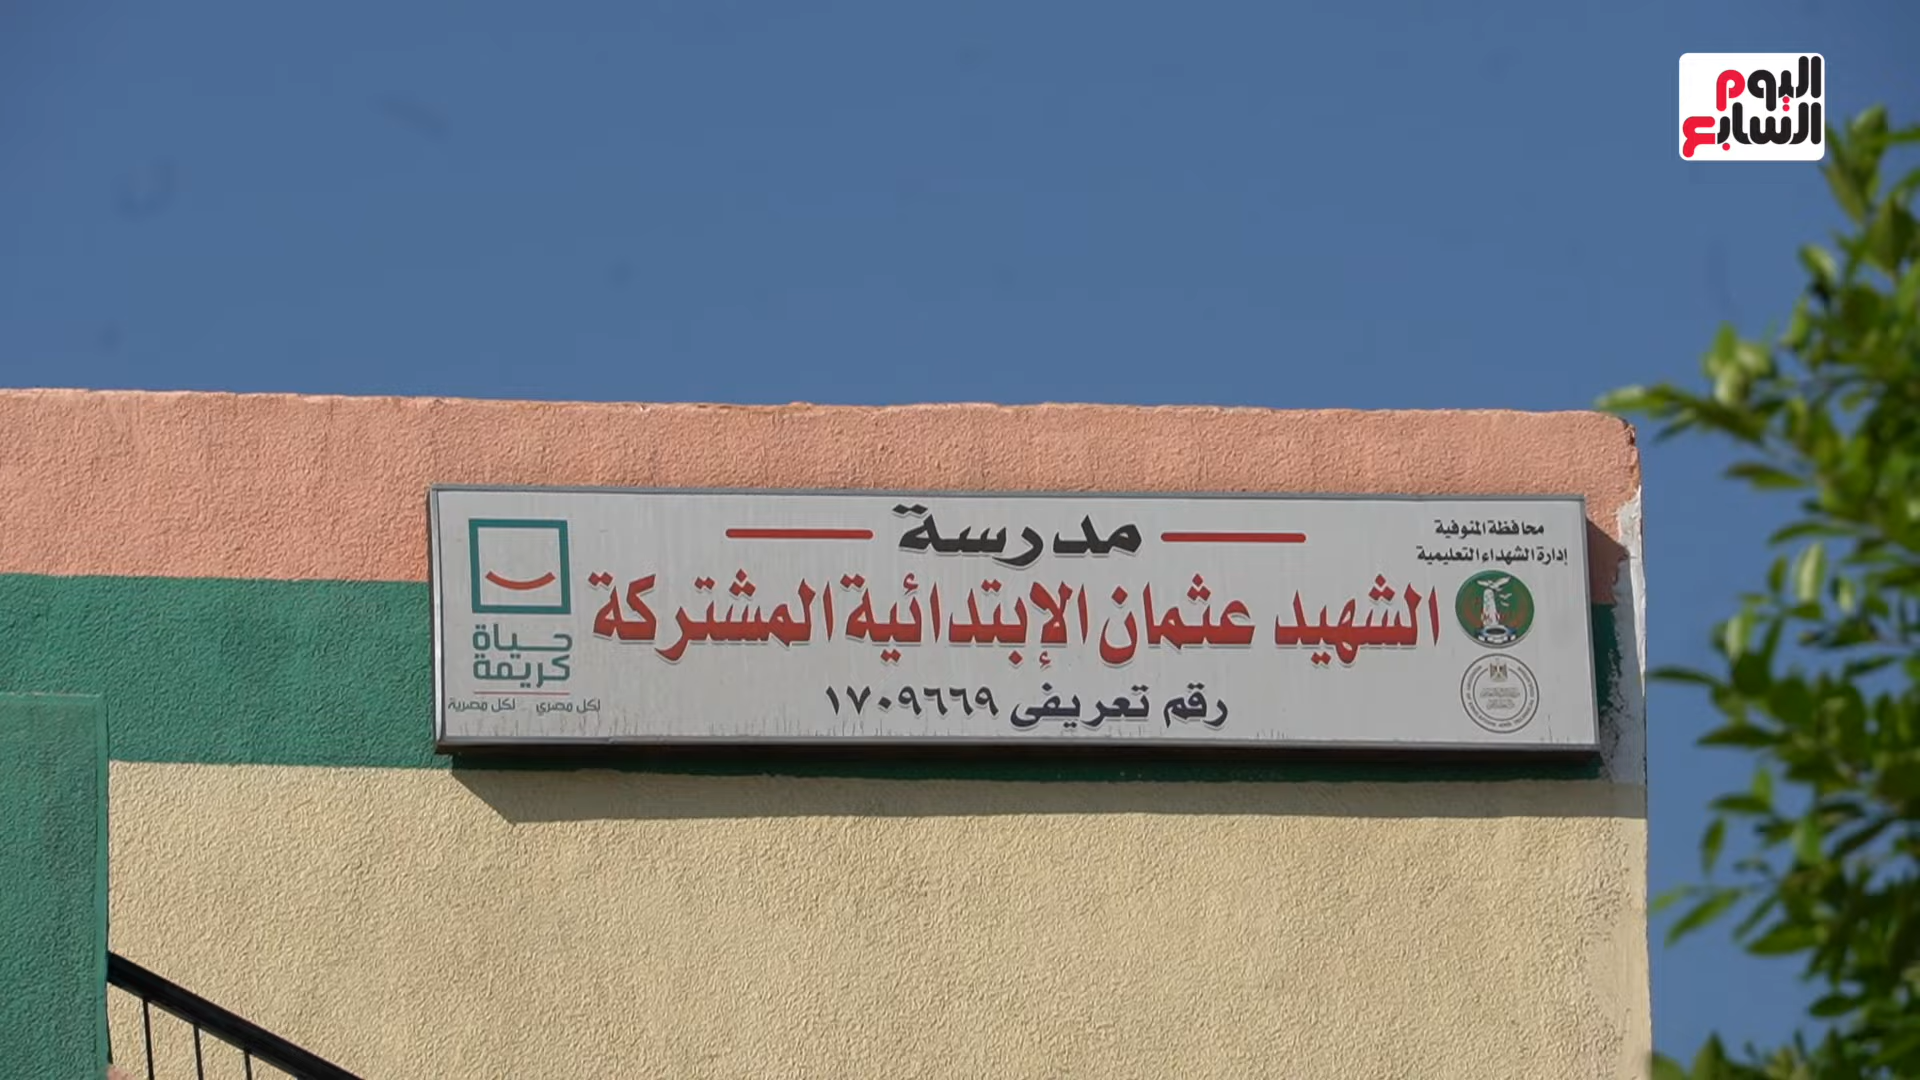 اليوم
السابع
محافظة المنوفية
إدارة الشهداء التعليمية
مدرسة
الشهيد عثمان الإبتدائية المشتركة
رقم تعريفى ١٧٠٩٦٦٩
حياة
كريمة
لكل مصري لكل مصرية